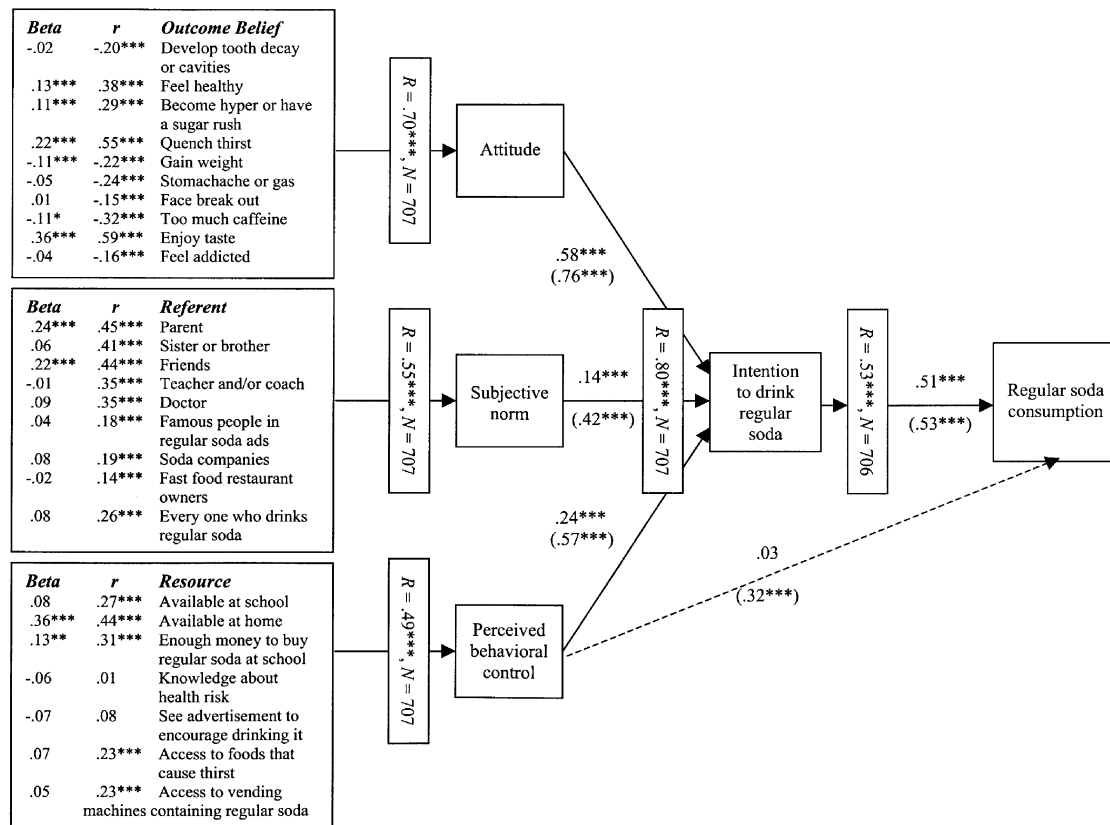 Beta r Outcome Belief
-.02 -.20*** Develop tooth decay
or cavities
.13*** .38*** Feel healthy
.11*** .29*** Become hyper or have
a sugar rush
.22*** .55*** Quench thirst
-.11*** -.22*** Gain weight
-.05 -.24*** Stomachache or gas
.01 -.15*** Face break out
-.11* -.32*** Too much caffeine
.36*** .59*** Enjoy taste
-.04 -.16*** Feel addicted
R = .70***, N = 707
Attitude
.58***
(.76***)
Beta r Referent
.24*** .45*** Parent
.06 .41*** Sister or brother
.22*** .44*** Friends
-.01 .35*** Teacher and/or coach
.09 .35*** Doctor
.04 .18*** Famous people in
regular soda ads
.08 .19*** Soda companies
-.02 .14*** Fast food restaurant
owners
.08 .26*** Every one who drinks
regular soda
R = .55***, N = 707
Subjective
norm
.14***
(.42***)
R = .80***, N = 707
Intention
to drink
regular
soda
R = .53***, N = 706
.51***
(.53***)
Regular soda
consumption
.24***
(.57***)
.03
(.32***)
Beta r Resource
.08 .27*** Available at school
.36*** .44*** Available at home
.13** .31*** Enough money to buy
regular soda at school
-.06 .01 Knowledge about
health risk
-.07 .08 See advertisement to
encourage drinking it
.07 .23*** Access to foods that
cause thirst
.05 .23*** Access to vending
machines containing regular soda
R = .49***, N = 707
Perceived
behavioral
control